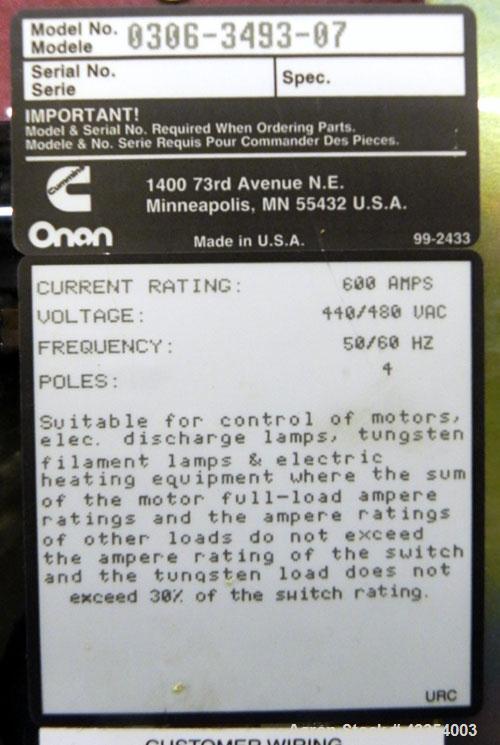 Model No. 0306-3493-07
Modele
Serial No.
Serie
Spec.
IMPORTANT!
Model & Serial No. Required When Ordering Parts.
Modele & No. Serie Requis Pour Commander Des Pieces.
Cummins
1400 73rd Avenue N.E.
Minneapolis, MN 55432 U.S.A.
Onan
Made in U.S.A.
99-2433
CURRENT RATING: 600 AMPS
VOLTAGE: 440/480 VAC
FREQUENCY: 50/60 HZ
POLES: 4
Suitable for control of motors,
elec. discharge lamps, tungsten
filament lamps & electric
heating equipment where the sum
of the motor full-load ampere
ratings and the ampere ratings
of other loads do not exceed
the ampere rating of the switch
and the tungsten load does not
exceed 30% of the switch rating.
URC
Stock #
CUSTOMER WIRING